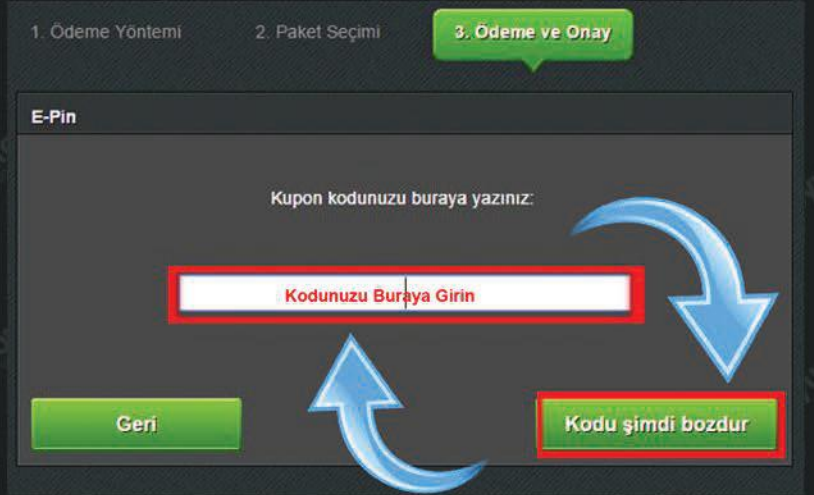 1. Ödeme Yöntemi 2. Paket Seçimi 3. Ödeme ve Onay
E-Pin
Kupon kodunuzu buraya yazınız:
Kodunuzu Buraya Girin
Geri Kodu şimdi bozdur